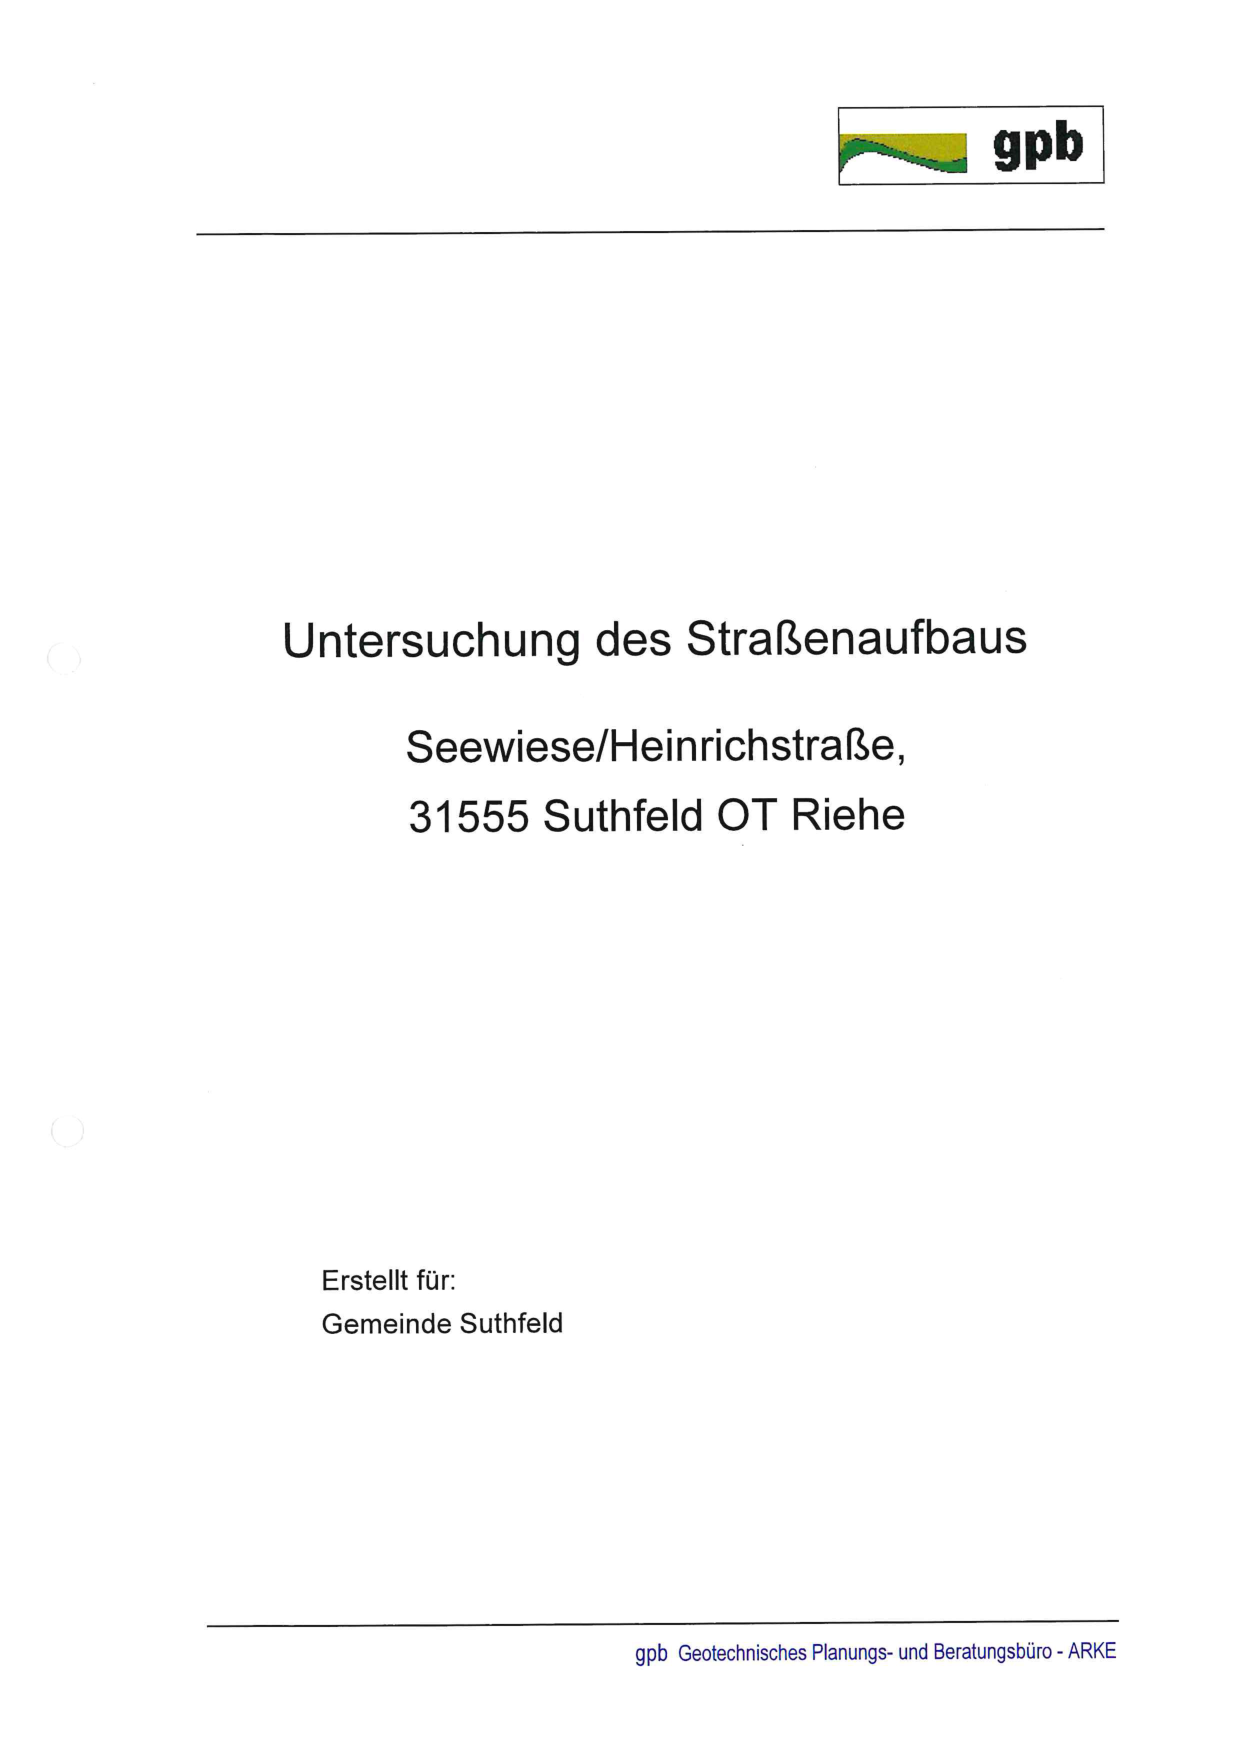 gpb
Untersuchung des Straßenaufbaus
Seewiese/Heinrichstraße,
31555 Suthfeld OT Riehe
Erstellt für:
Gemeinde Suthfeld
gpb Geotechnisches Planungs- und Beratungsbüro - ARKE